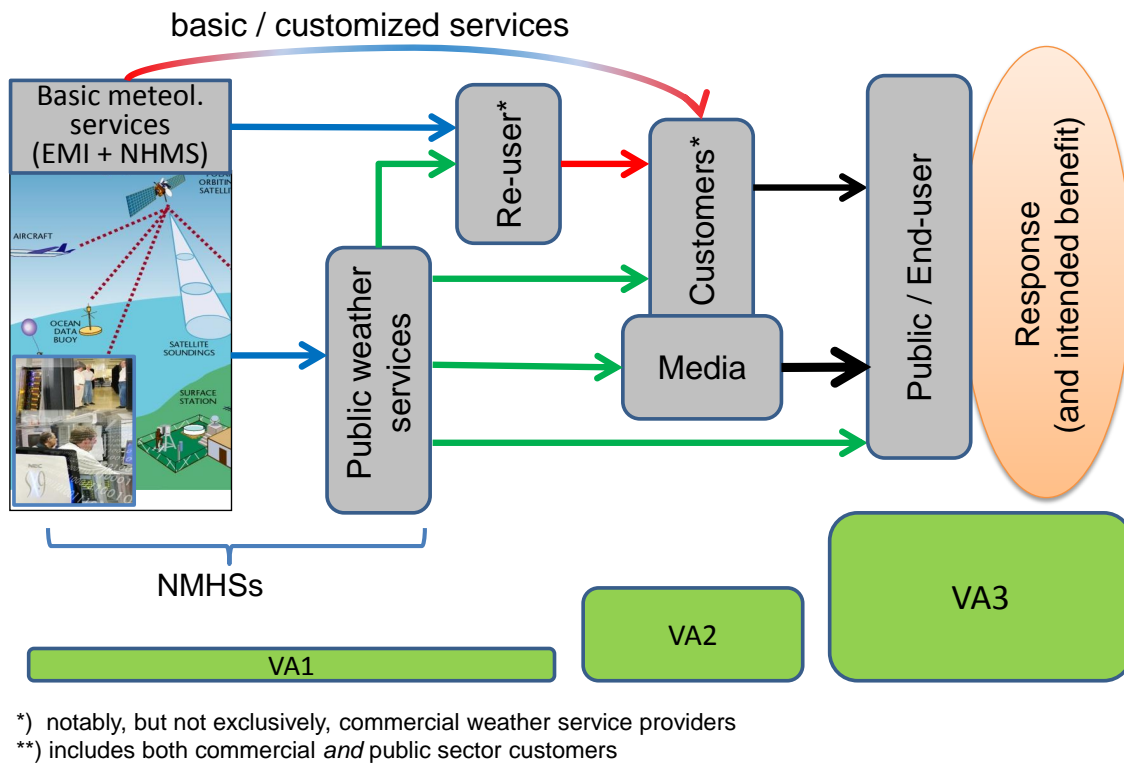 basic / customized services
Basic meteol.
services
(EMI + NHMS)
ORBITING
AIRCRAFT
OCEAN
DATA
BUOY
SATELLITE
SOUNDINGS
SURFACE
STATION
NEC
Public weather
services
Re-user*
Customers*
Media
Public / End-user
Response
(and intended benefit)
NMHSs
VA1
VA2
VA3
*) notably, but not exclusively, commercial weather service providers
**) includes both commercial and public sector customers